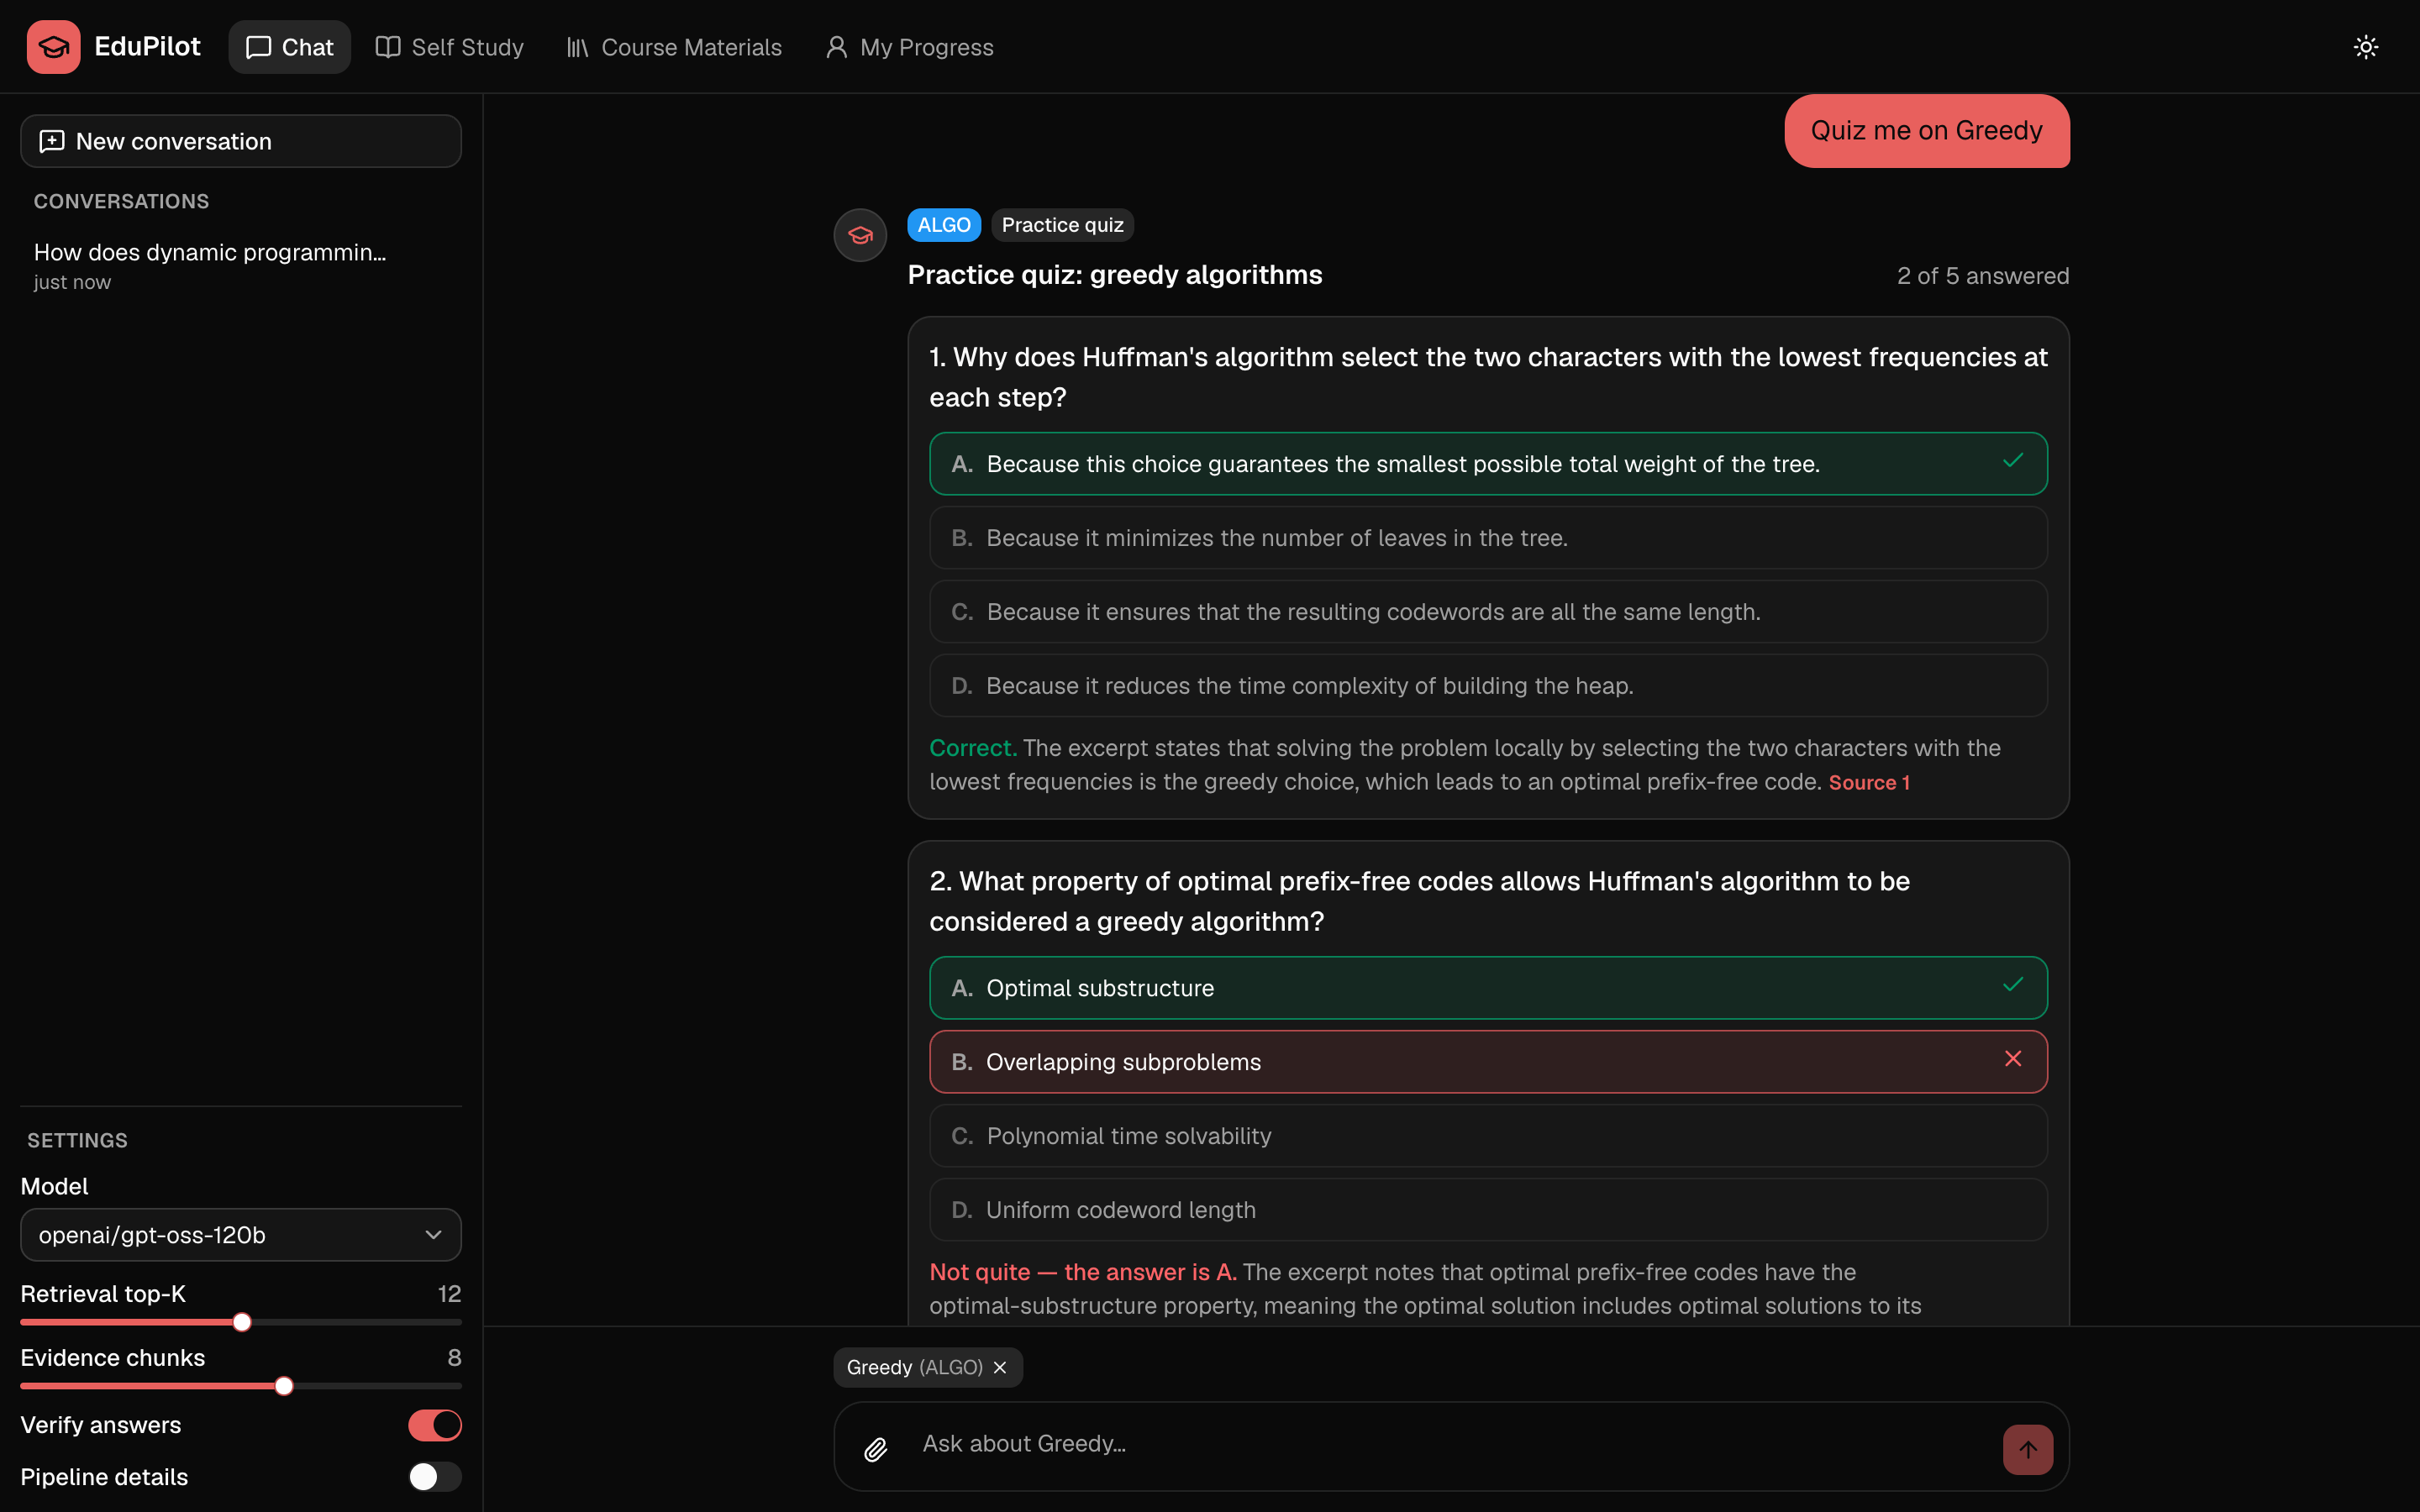 EduPilot
Chat
Self Study
Course Materials
My Progress
New conversation
CONVERSATIONS
How does dynamic programmin...
just now
SETTINGS
Model
openai/gpt-oss-120b
Retrieval top-K 12
Evidence chunks 8
Verify answers
Pipeline details
Quiz me on Greedy
ALGO Practice quiz
Practice quiz: greedy algorithms 2 of 5 answered
1. Why does Huffman's algorithm select the two characters with the lowest frequencies at
each step?
A. Because this choice guarantees the smallest possible total weight of the tree.
B. Because it minimizes the number of leaves in the tree.
C. Because it ensures that the resulting codewords are all the same length.
D. Because it reduces the time complexity of building the heap.
Correct. The excerpt states that solving the problem locally by selecting the two characters with the
lowest frequencies is the greedy choice, which leads to an optimal prefix-free code. Source 1
2. What property of optimal prefix-free codes allows Huffman's algorithm to be
considered a greedy algorithm?
A. Optimal substructure
B. Overlapping subproblems
C. Polynomial time solvability
D. Uniform codeword length
Not quite — the answer is A. The excerpt notes that optimal prefix-free codes have the
optimal-substructure property, meaning the optimal solution includes optimal solutions to its
Greedy (ALGO)
Ask about Greedy...